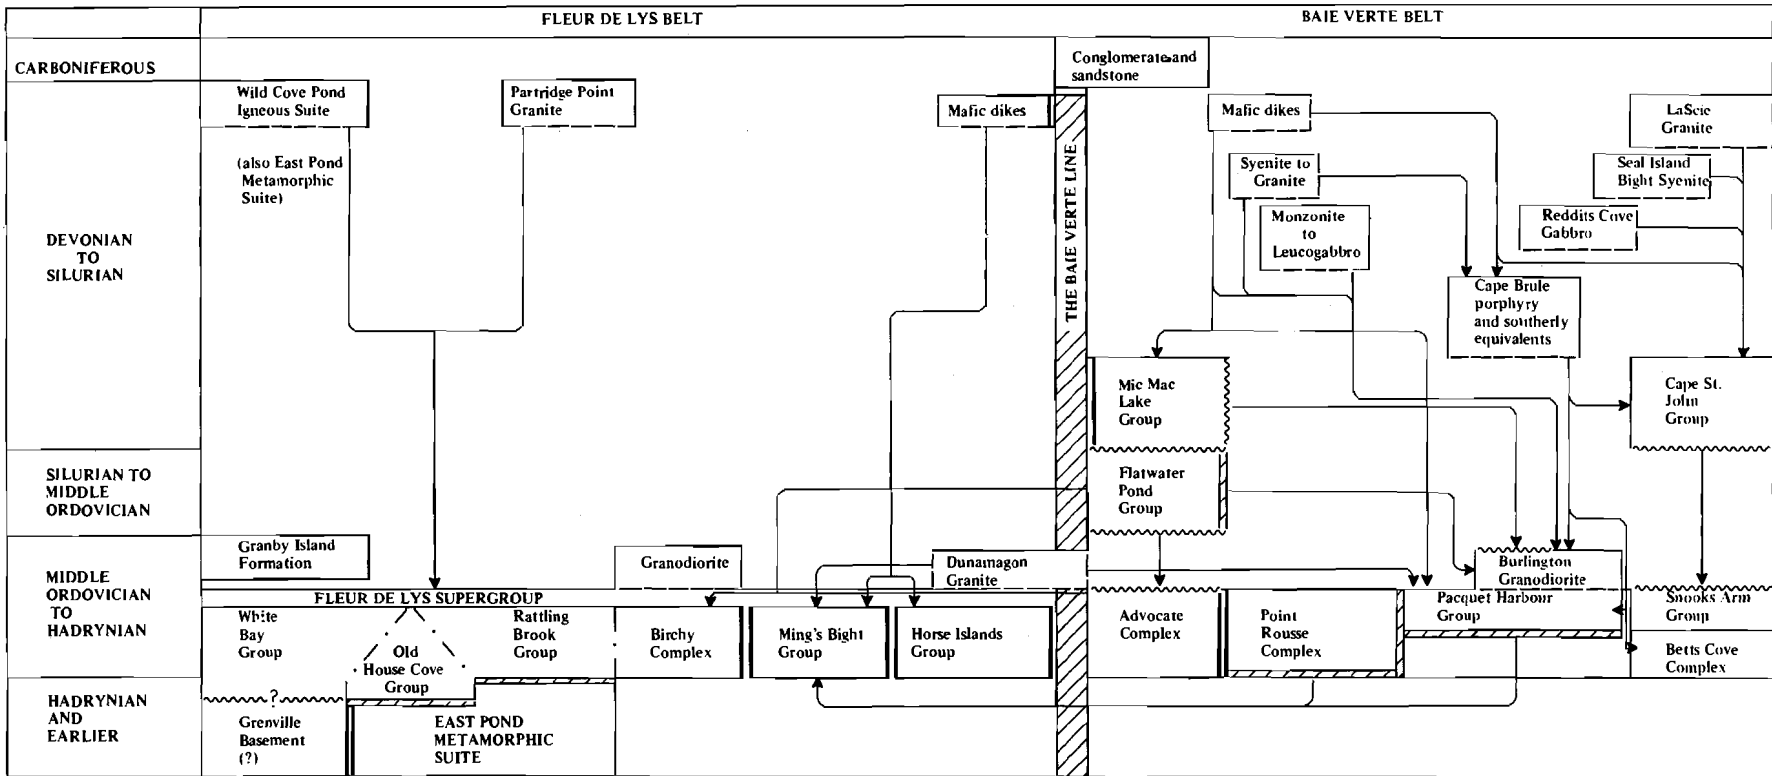 FLEUR DE LYS BELT
BAIE VERTE BELT
CARBONIFEROUS
Conglomerate and
sandstone
Wild Cove Pond
Igneous Suite
(also East Pond
Metamorphic
Suite)
Partridge Point
Granite
Mafic dikes
THE BAIE VERTE LINE
Mafic dikes
LaScie
Granite
Syenite to
Granite
Seal Island
Bight Syenite
Monzonite
to
Leucogabbro
Reddits Cove
Gabbro
DEVONIAN
TO
SILURIAN
Cape Brule
porphyry
and southerly
equivalents
Mic Mac
Lake
Group
Cape St.
John
Group
SILURIAN TO
MIDDLE
ORDOVICIAN
Flatwater
Pond
Group
MIDDLE
ORDOVICIAN
TO
HADRYNIAN
Granby Island
Formation
Granodiorite
Dunamagon
Granite
Burlington
Granodiorite
FLEUR DE LYS SUPERGROUP
White
Bay
Group
Old
House Cove
Group
Rattling
Brook
Group
Birchy
Complex
Ming's Bight
Group
Horse Islands
Group
Advocate
Complex
Point
Rousse
Complex
Pacquet Harbour
Group
Snooks Arm
Group
Betts Cove
Complex
HADRYNIAN
AND
EARLIER
?
Grenville
Basement
(?)
EAST POND
METAMORPHIC
SUITE